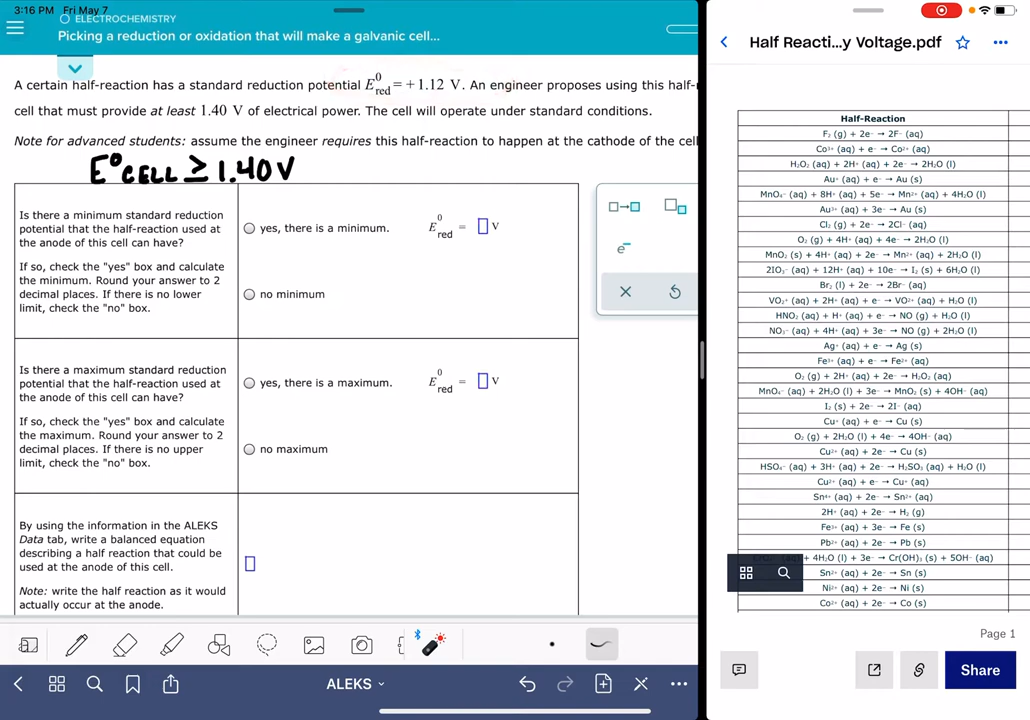 3:16 PM Fri May 7
ELECTROCHEMISTRY
Picking a reduction or oxidation that will make a galvanic cell...
A certain half-reaction has a standard reduction potential E⁰red = + 1.12 V. An engineer proposes using this half-r
cell that must provide at least 1.40 V of electrical power. The cell will operate under standard conditions.
Note for advanced students: assume the engineer requires this half-reaction to happen at the cathode of the cell
E°CELL ≥ 1.40V
Is there a minimum standard reduction
potential that the half-reaction used at
the anode of this cell can have?
If so, check the "yes" box and calculate
the minimum. Round your answer to 2
decimal places. If there is no lower
limit, check the "no" box.
yes, there is a minimum.
E⁰red = V
no minimum
Is there a maximum standard reduction
potential that the half-reaction used at
the anode of this cell can have?
If so, check the "yes" box and calculate
the maximum. Round your answer to 2
decimal places. If there is no upper
limit, check the "no" box.
yes, there is a maximum.
E⁰red = V
no maximum
By using the information in the ALEKS
Data tab, write a balanced equation
describing a half reaction that could be
used at the anode of this cell.
Note: write the half reaction as it would
actually occur at the anode.
e⁻
ALEKS
Half Reacti...y Voltage.pdf
Half-Reaction
F₂ (g) + 2e⁻ → 2F⁻ (aq)
Co³⁺ (aq) + e⁻ → Co²⁺ (aq)
H₂O₂ (aq) + 2H⁺ (aq) + 2e⁻ → 2H₂O (l)
Au⁺ (aq) + e⁻ → Au (s)
MnO₄⁻ (aq) + 8H⁺ (aq) + 5e⁻ → Mn²⁺ (aq) + 4H₂O (l)
Au³⁺ (aq) + 3e⁻ → Au (s)
Cl₂ (g) + 2e⁻ → 2Cl⁻ (aq)
O₂ (g) + 4H⁺ (aq) + 4e⁻ → 2H₂O (l)
MnO₂ (s) + 4H⁺ (aq) + 2e⁻ → Mn²⁺ (aq) + 2H₂O (l)
2IO₃⁻ (aq) + 12H⁺ (aq) + 10e⁻ → I₂ (s) + 6H₂O (l)
Br₂ (l) + 2e⁻ → 2Br⁻ (aq)
VO₂⁺ (aq) + 2H⁺ (aq) + e⁻ → VO²⁺ (aq) + H₂O (l)
HNO₂ (aq) + H⁺ (aq) + e⁻ → NO (g) + H₂O (l)
NO₃⁻ (aq) + 4H⁺ (aq) + 3e⁻ → NO (g) + 2H₂O (l)
Ag⁺ (aq) + e⁻ → Ag (s)
Fe³⁺ (aq) + e⁻ → Fe²⁺ (aq)
O₂ (g) + 2H⁺ (aq) + 2e⁻ → H₂O₂ (aq)
MnO₄⁻ (aq) + 2H₂O (l) + 3e⁻ → MnO₂ (s) + 4OH⁻ (aq)
I₂ (s) + 2e⁻ → 2I⁻ (aq)
Cu⁺ (aq) + e⁻ → Cu (s)
O₂ (g) + 2H₂O (l) + 4e⁻ → 4OH⁻ (aq)
Cu²⁺ (aq) + 2e⁻ → Cu (s)
HSO₄⁻ (aq) + 3H⁺ (aq) + 2e⁻ → H₂SO₃ (aq) + H₂O (l)
Cu²⁺ (aq) + e⁻ → Cu⁺ (aq)
Sn⁴⁺ (aq) + 2e⁻ → Sn²⁺ (aq)
2H⁺ (aq) + 2e⁻ → H₂ (g)
Fe³⁺ (aq) + 3e⁻ → Fe (s)
Pb²⁺ (aq) + 2e⁻ → Pb (s)
+ 4H₂O (l) + 3e⁻ → Cr(OH)₃ (s) + 5OH⁻ (aq)
Sn²⁺ (aq) + 2e⁻ → Sn (s)
Ni²⁺ (aq) + 2e⁻ → Ni (s)
Co²⁺ (aq) + 2e⁻ → Co (s)
Page 1
Share